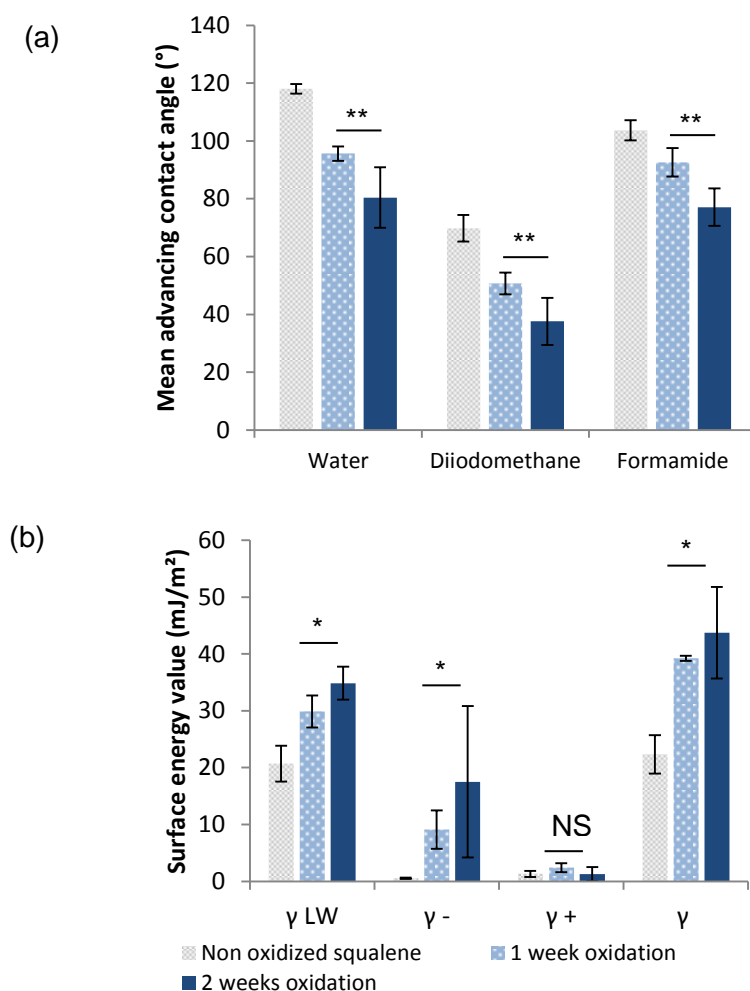 (a)
Mean advancing contact angle (°)
140
120
100
80
60
40
20
0
**
**
**
Water
Diiodomethane
Formamide
(b)
Surface energy value (mJ/m²)
60
50
40
30
20
10
0
*
*
NS
*
γ LW
γ -
γ +
γ
Non oxidized squalene
1 week oxidation
2 weeks oxidation